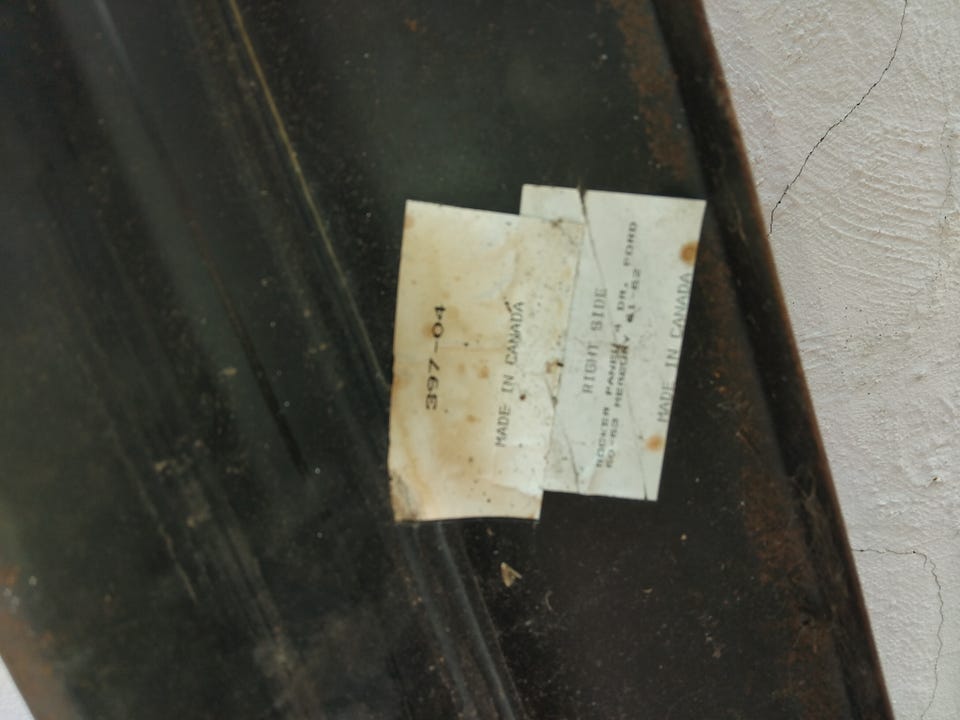 397-04
MADE IN CANADA
RIGHT SIDE
ROCKER PANEL 4 DR. FORD
60-63 MERCURY 61-62
MADE IN CANADA